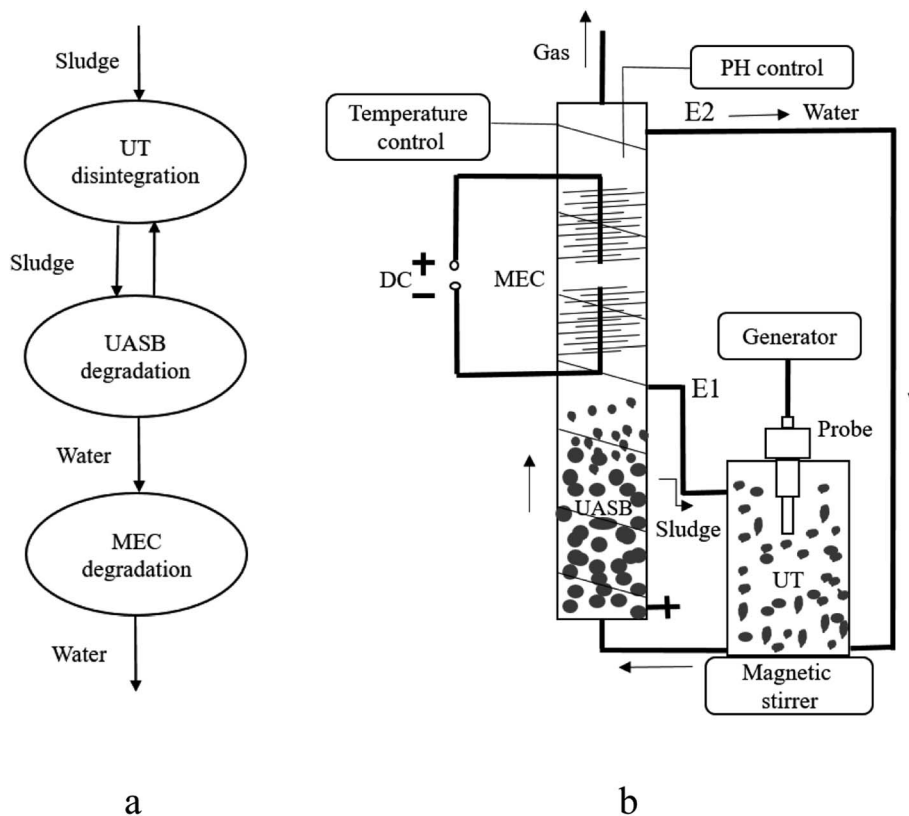 Sludge
UT
disintegration
Sludge
UASB
degradation
Water
MEC
degradation
Water
a
Gas
PH control
Temperature
control
E2
Water
DC
+
−
MEC
Generator
E1
Probe
UASB
Sludge
UT
Magnetic
stirrer
b